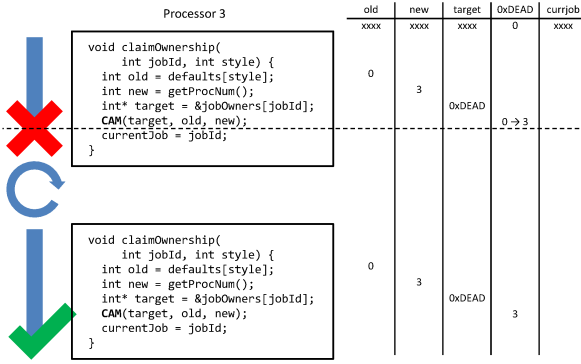 Processor 3
old new target 0xDEAD currjob
xxxx xxxx xxxx 0 xxxx
void claimOwnership(
int jobId, int style) {
int old = defaults[style];
0
int new = getProcNum();
3
int* target = &jobOwners[jobId];
0xDEAD
CAM(target, old, new);
0 → 3
currentJob = jobId;
}
void claimOwnership(
int jobId, int style) {
int old = defaults[style];
0
int new = getProcNum();
3
int* target = &jobOwners[jobId];
0xDEAD
CAM(target, old, new);
3
currentJob = jobId;
}